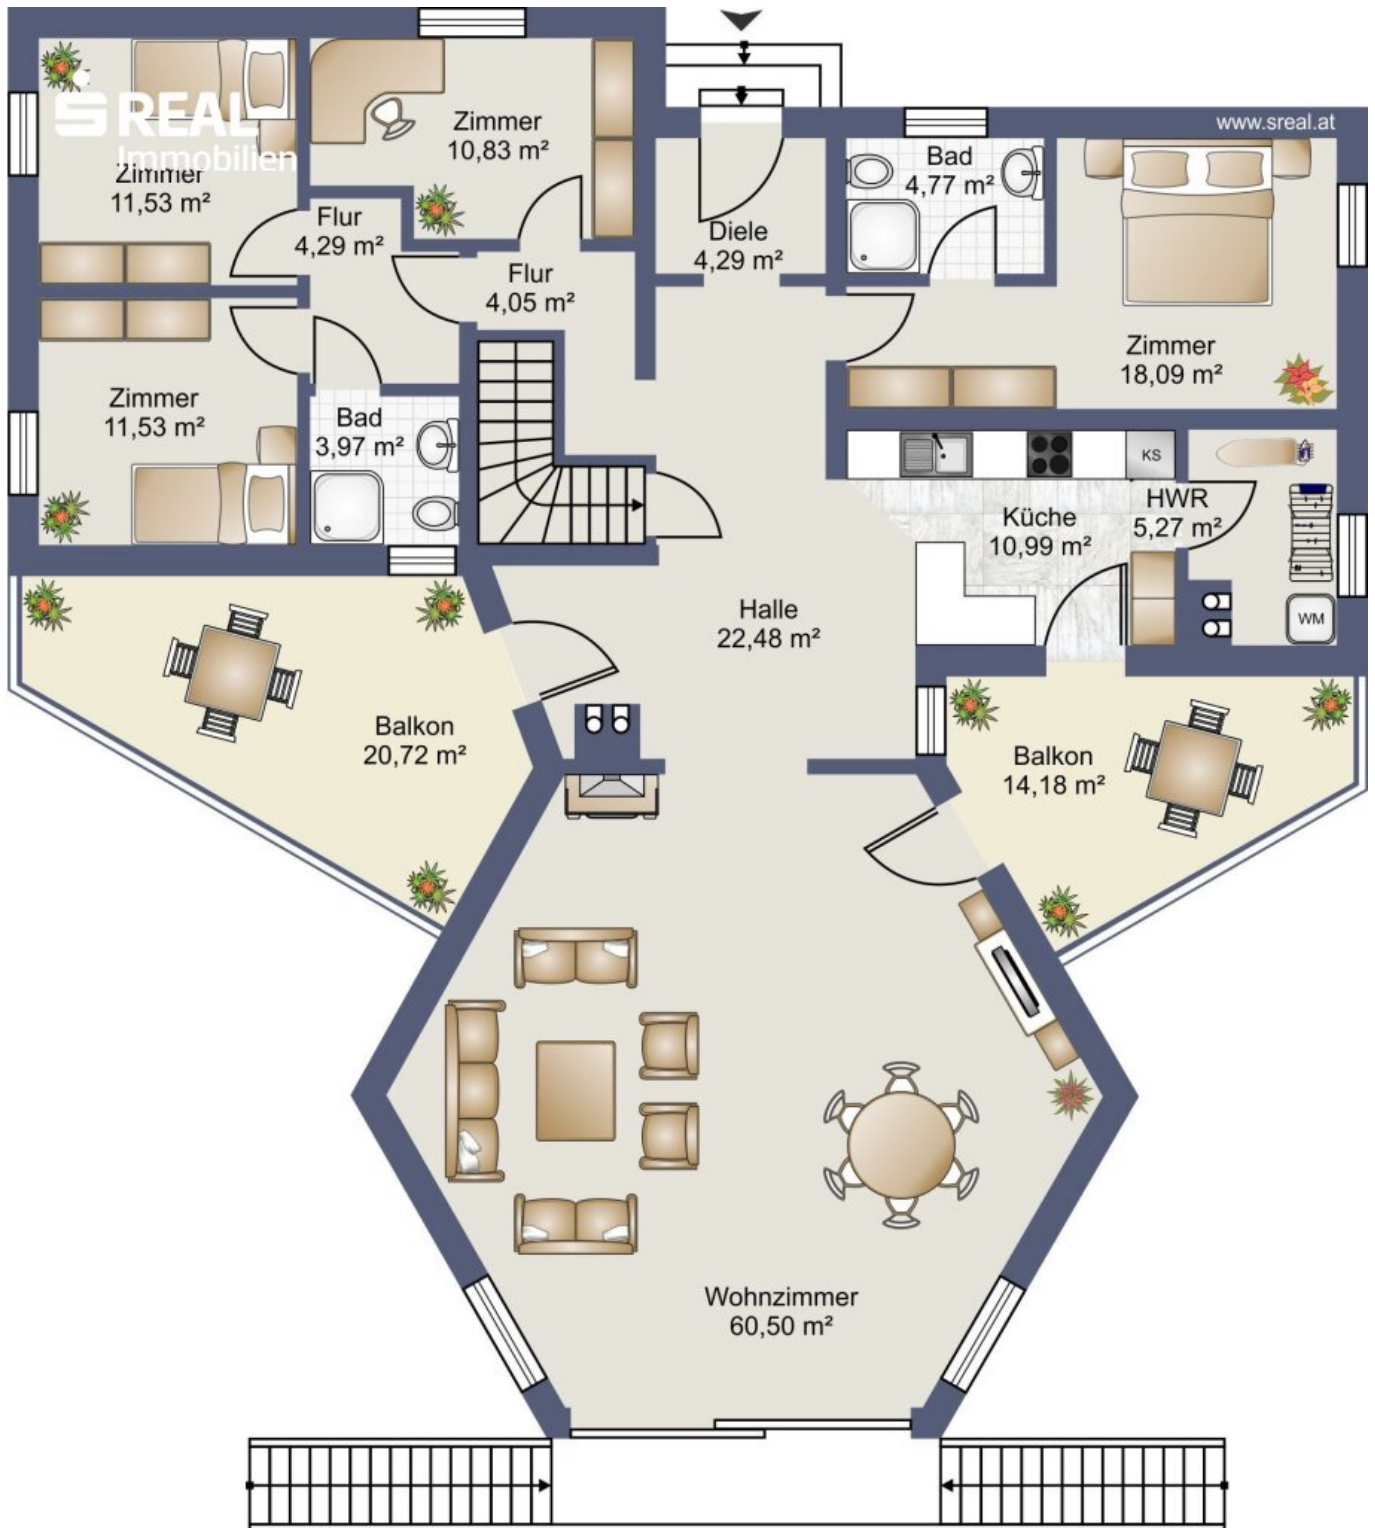 www.sreal.at
S REAL
Immobilien
Zimmer
11,53 m²
Zimmer
10,83 m²
Flur
4,29 m²
Flur
4,05 m²
Diele
4,29 m²
Bad
4,77 m²
Zimmer
18,09 m²
Zimmer
11,53 m²
Bad
3,97 m²
KS
HWR
5,27 m²
Küche
10,99 m²
WM
Halle
22,48 m²
Balkon
20,72 m²
Balkon
14,18 m²
Wohnzimmer
60,50 m²